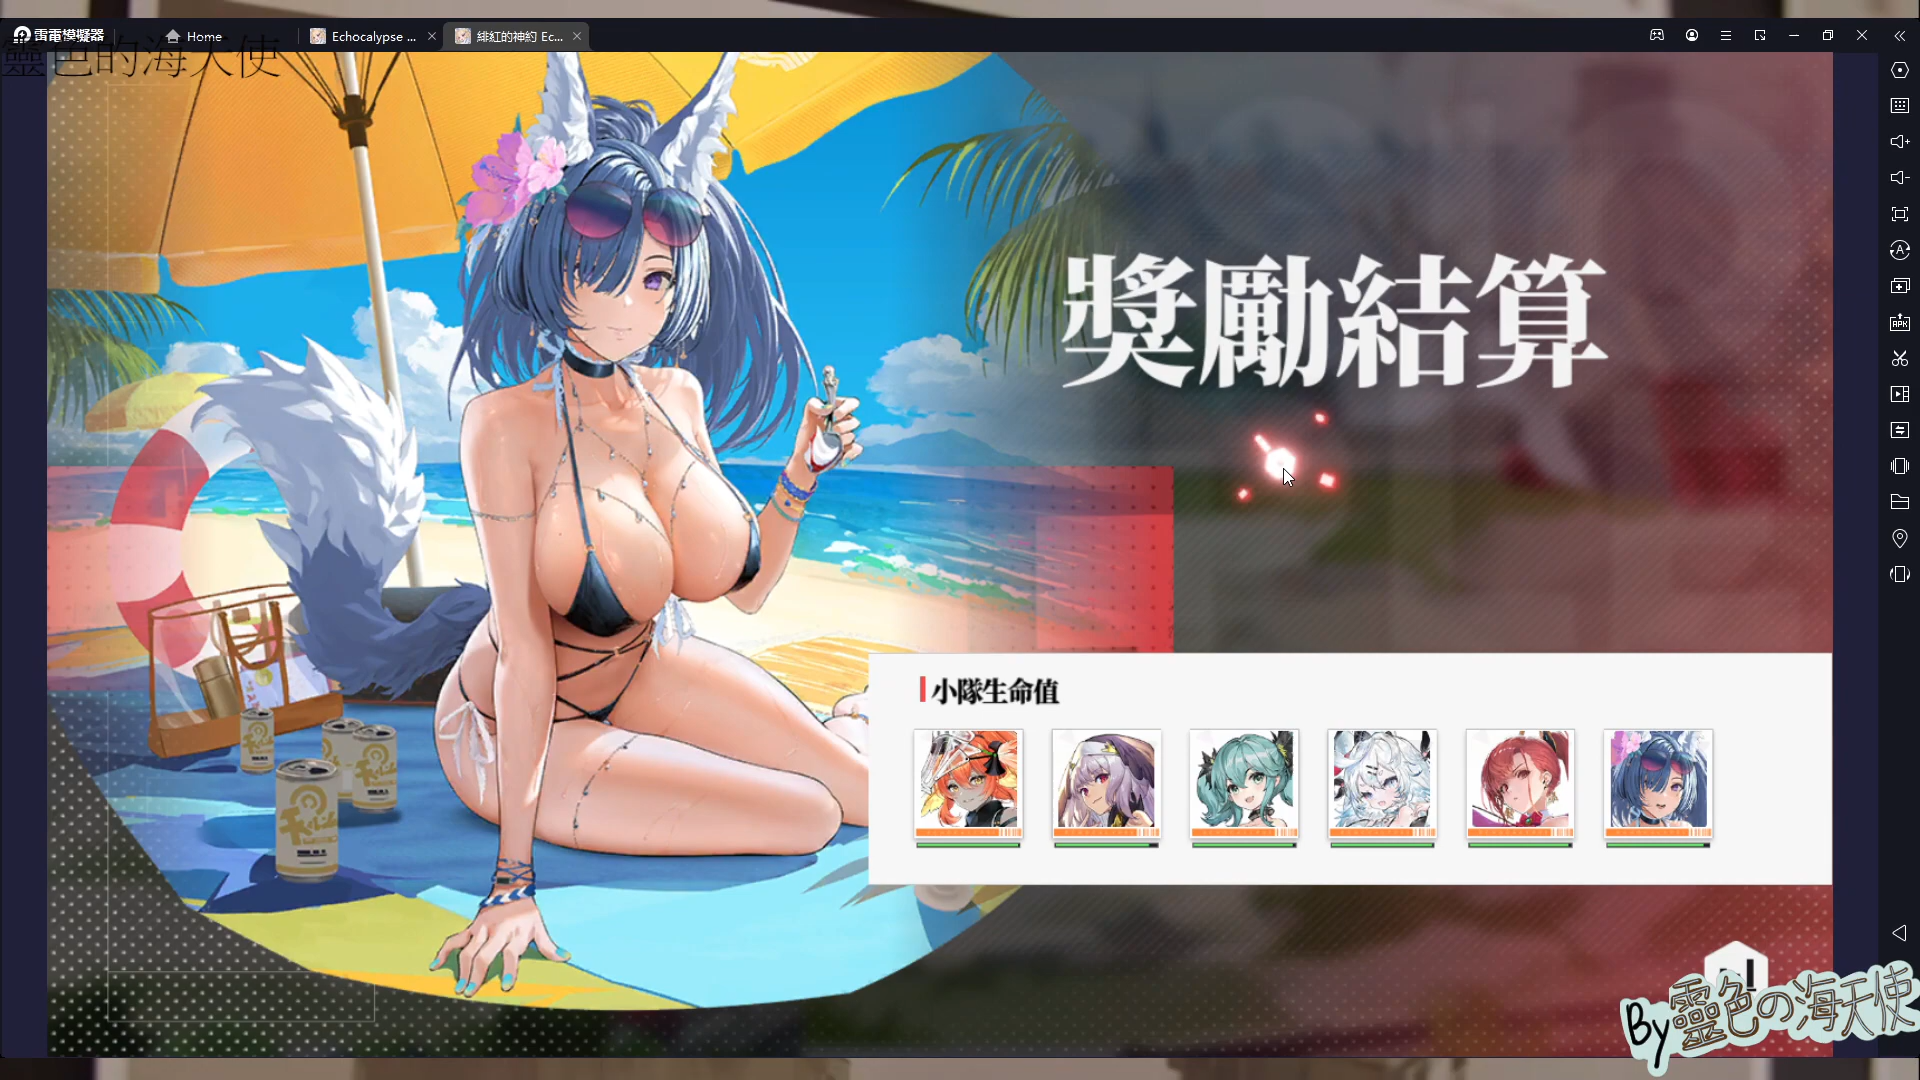 雷電模擬器
Home
Echocalypse ...
緋紅的神約 Ec...
靈色的海天使
獎勵結算
小隊生命值
By靈色の海天使